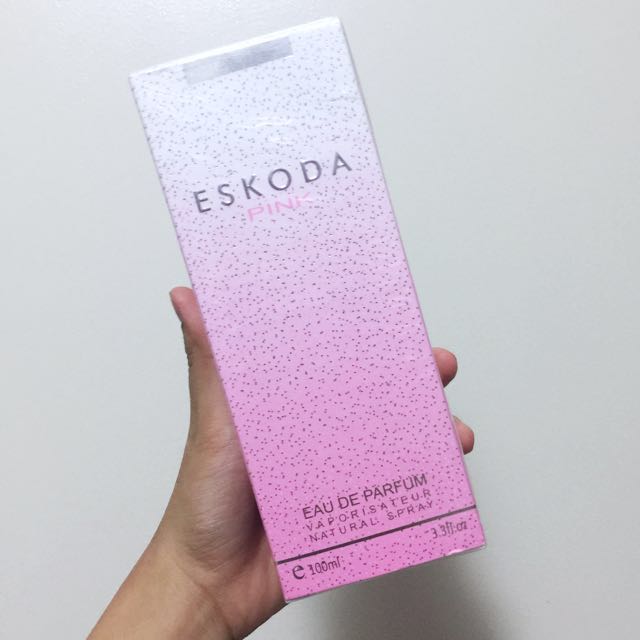 ESKODA
PINK
EAU DE PARFUM
VAPORISATEUR
NATURAL SPRAY
e 100ml 3.3fl.oz